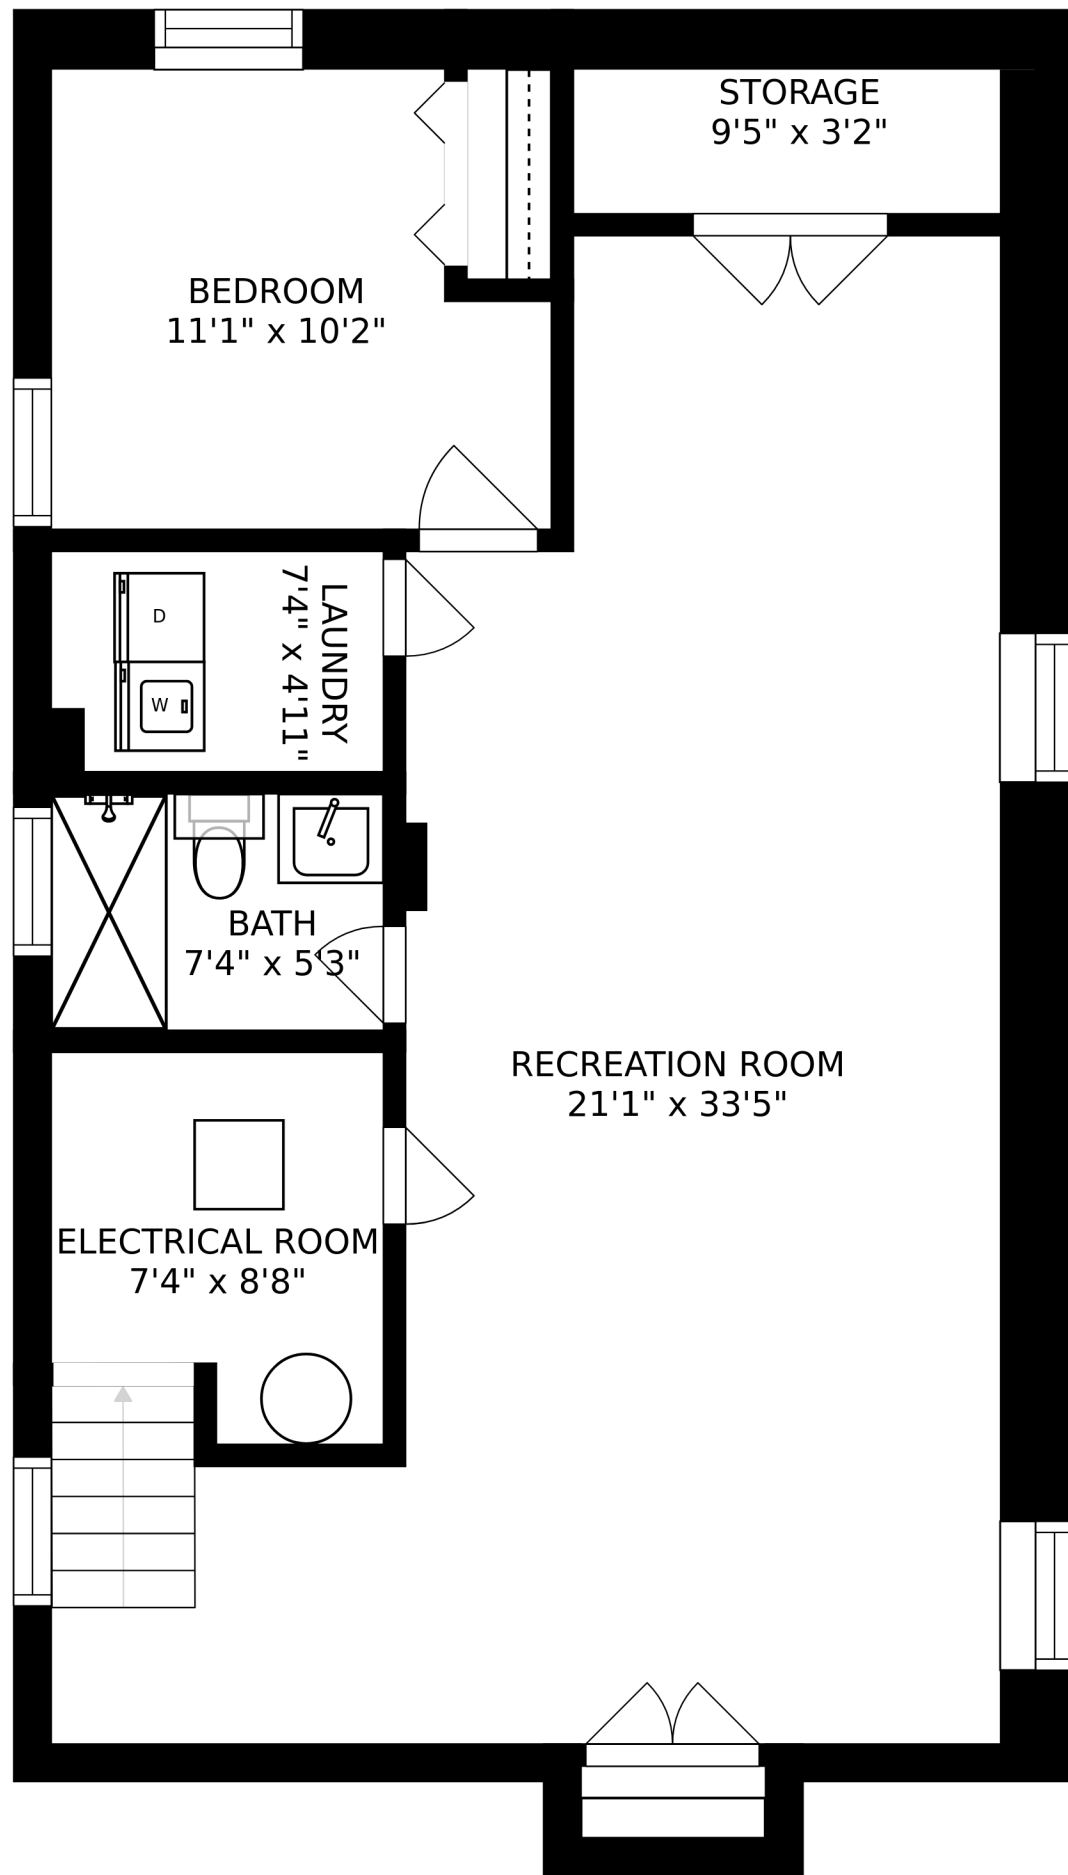 STORAGE
9'5" x 3'2"
BEDROOM
11'1" x 10'2"
LAUNDRY
7'4" x 4'11"
D
W
BATH
7'4" x 5'3"
RECREATION ROOM
21'1" x 33'5"
ELECTRICAL ROOM
7'4" x 8'8"